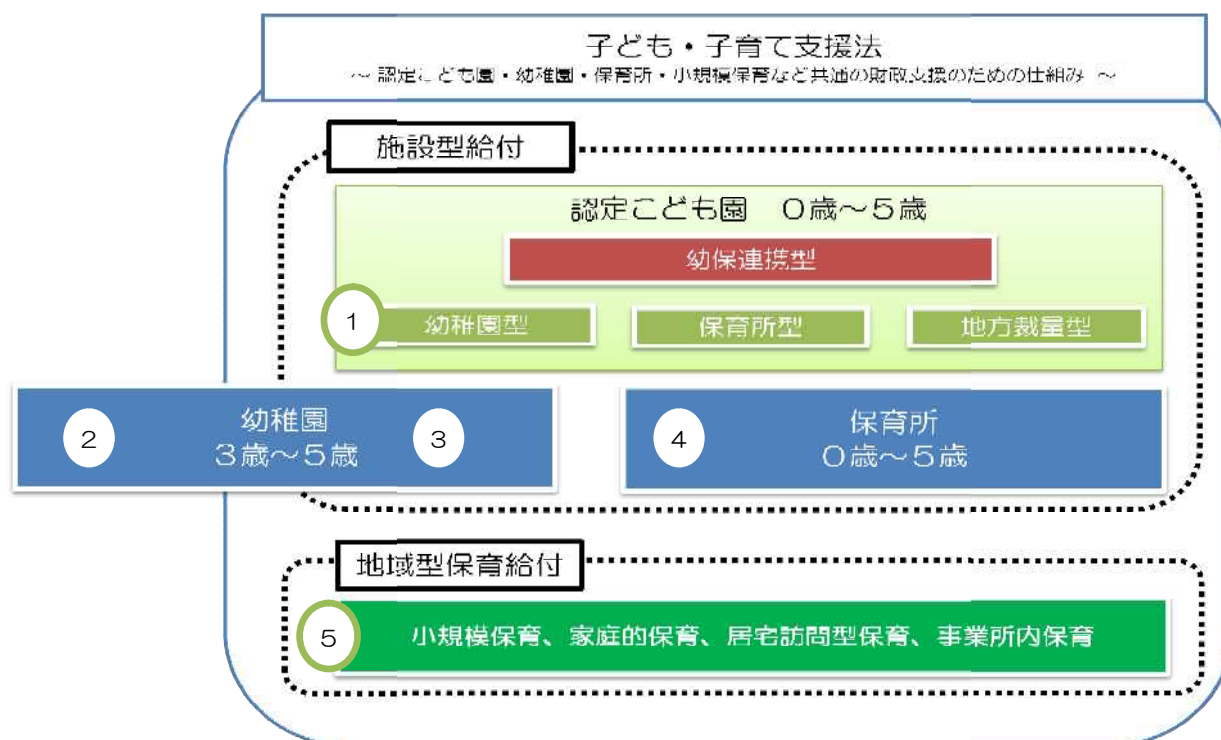 子ども・子育て支援法
～ 認定こども園・幼稚園・保育所・小規模保育など共通の財政支援のための仕組み ～
施設型給付
認定こども園　０歳～５歳
幼保連携型
1
幼稚園型
保育所型
地方裁量型
2
幼稚園
３歳～５歳
3
4
保育所
０歳～５歳
地域型保育給付
5
小規模保育、家庭的保育、居宅訪問型保育、事業所内保育